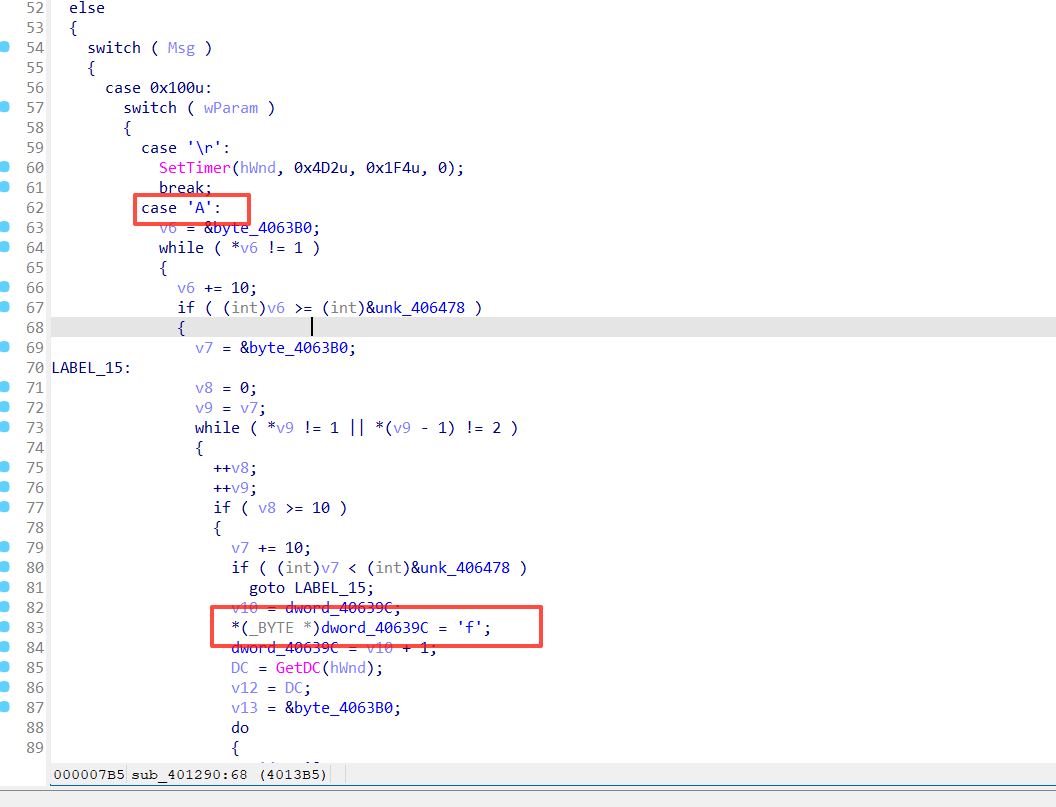 52 else
53 {
54 switch ( Msg )
55 {
56 case 0x100u:
57 switch ( wParam )
58 {
59 case '\r':
60 SetTimer(hWnd, 0x4D2u, 0x1F4u, 0);
61 break;
62 case 'A':
63 v6 = &byte_4063B0;
64 while ( *v6 != 1 )
65 {
66 v6 += 10;
67 if ( (int)v6 >= (int)&unk_406478 )
68 {
69 v7 = &byte_4063B0;
70 LABEL_15:
71 v8 = 0;
72 v9 = v7;
73 while ( *v9 != 1 || *(v9 - 1) != 2 )
74 {
75 ++v8;
76 ++v9;
77 if ( v8 >= 10 )
78 {
79 v7 += 10;
80 if ( (int)v7 < (int)&unk_406478 )
81 goto LABEL_15;
82 v10 = dword_40639C;
83 *(_BYTE *)dword_40639C = 'f';
84 dword_40639C = v10 + 1;
85 DC = GetDC(hWnd);
86 v12 = DC;
87 v13 = &byte_4063B0;
88 do
89 {
000007B5 sub_401290:68 (4013B5)